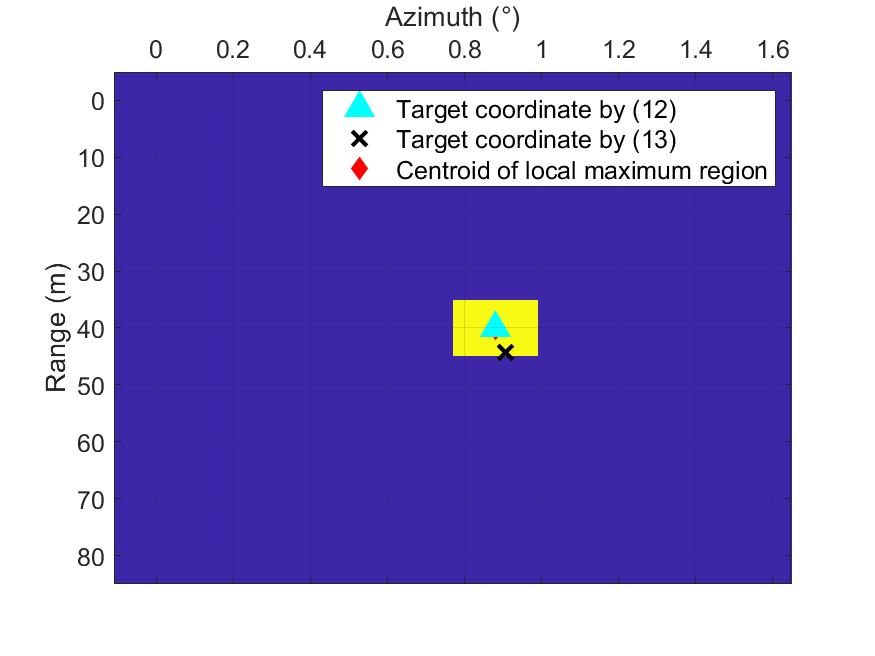 Azimuth (°)
0 0.2 0.4 0.6 0.8 1 1.2 1.4 1.6
Target coordinate by (12)
Target coordinate by (13)
Centroid of local maximum region
Range (m)
0
10
20
30
40
50
60
70
80